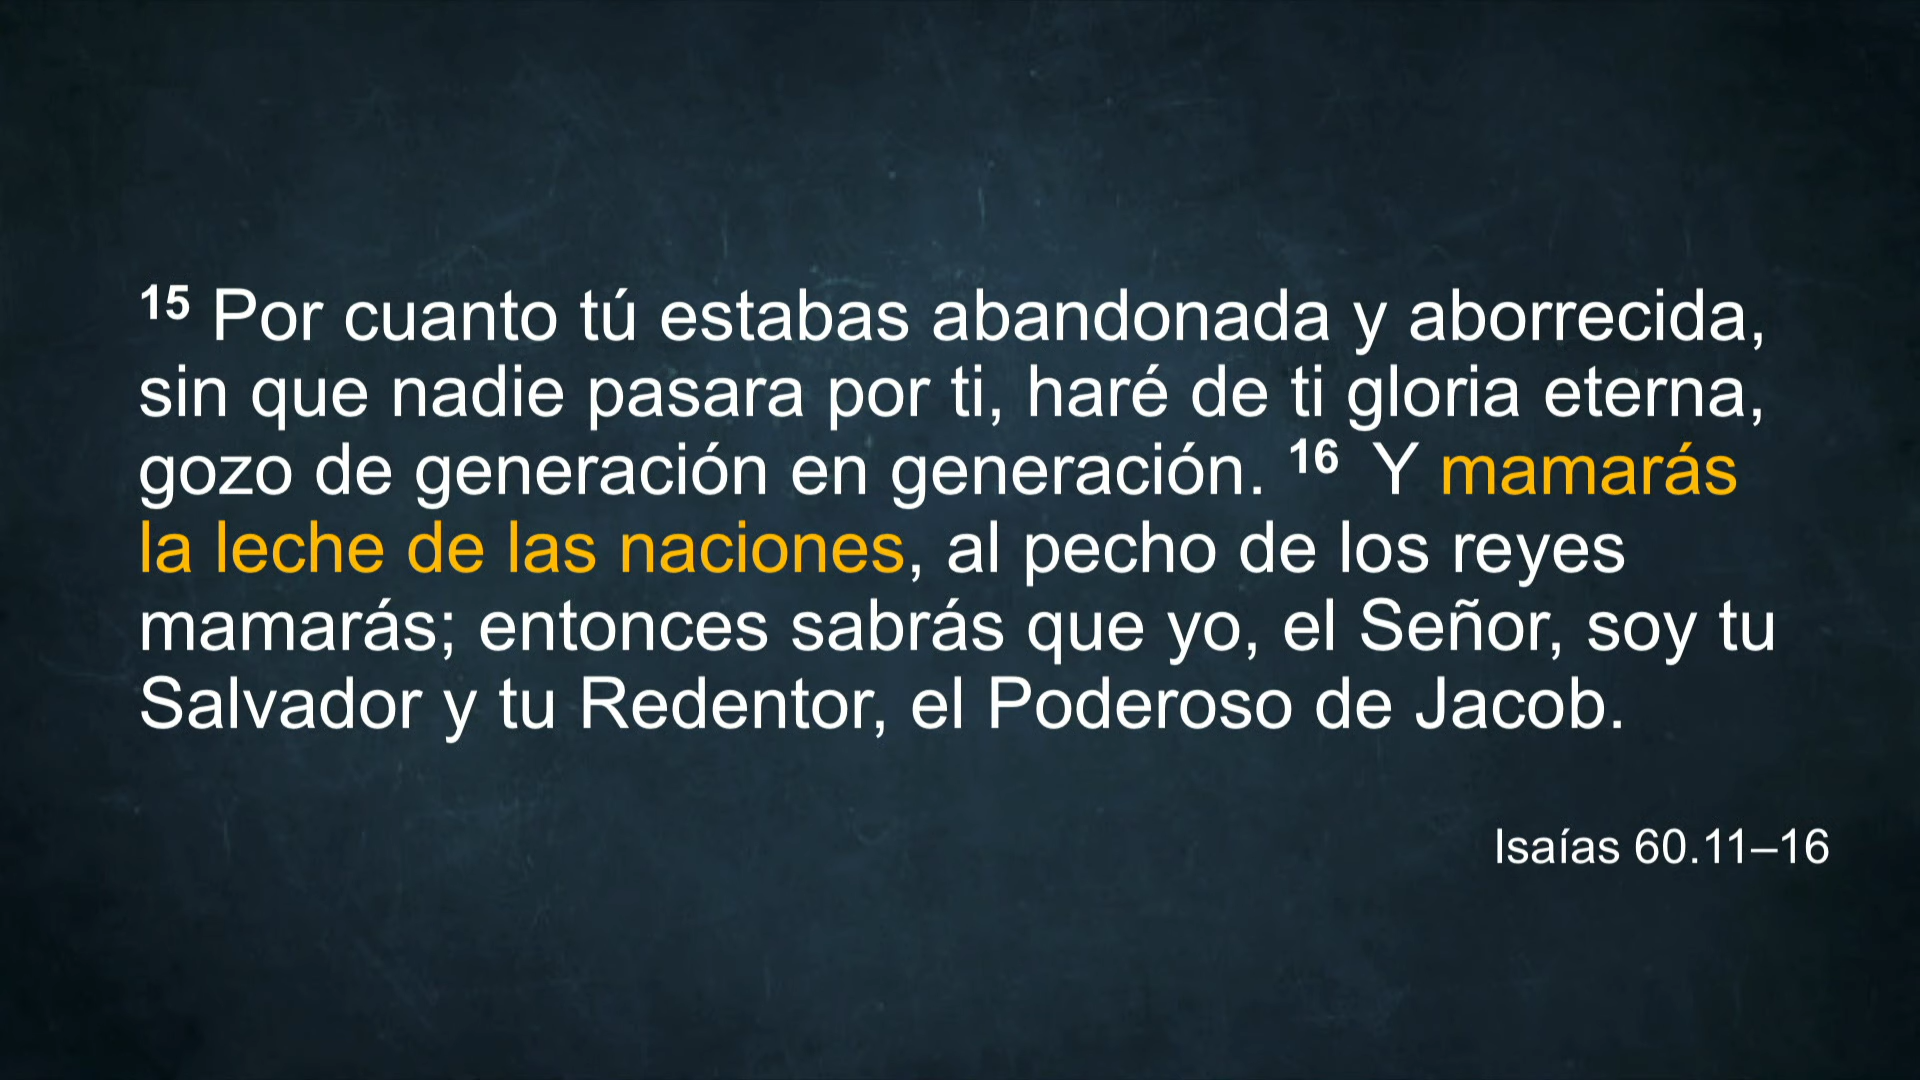 15 Por cuanto tú estabas abandonada y aborrecida,
sin que nadie pasara por ti, haré de ti gloria eterna,
gozo de generación en generación. 16 Y mamarás
la leche de las naciones, al pecho de los reyes
mamarás; entonces sabrás que yo, el Señor, soy tu
Salvador y tu Redentor, el Poderoso de Jacob.
Isaías 60.11–16